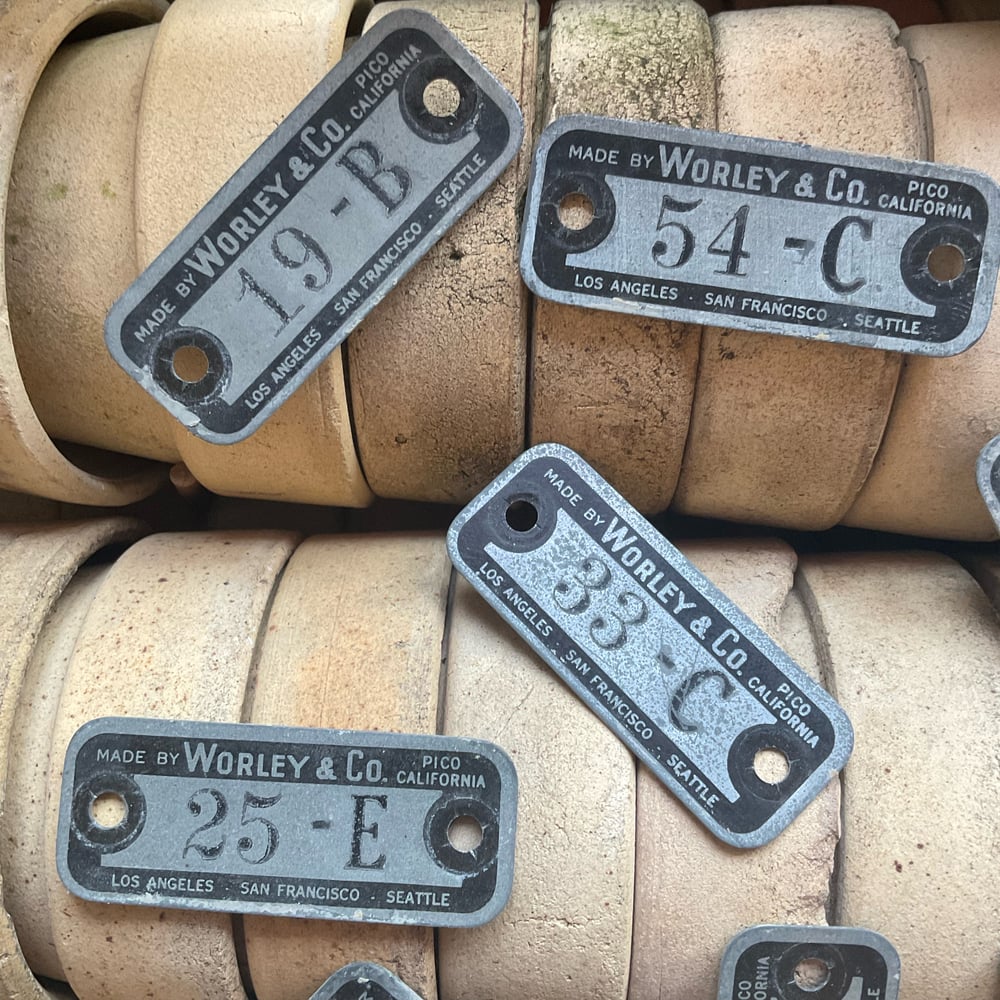 MADE BY WORLEY & CO. PICO CALIFORNIA
19 - B
LOS ANGELES - SAN FRANCISCO - SEATTLE
MADE BY WORLEY & CO. PICO CALIFORNIA
54 - C
LOS ANGELES - SAN FRANCISCO - SEATTLE
MADE BY WORLEY & CO. PICO CALIFORNIA
33 - C
LOS ANGELES - SAN FRANCISCO - SEATTLE
MADE BY WORLEY & CO. PICO CALIFORNIA
25 - E
LOS ANGELES - SAN FRANCISCO - SEATTLE